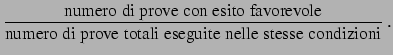 numero di prove con esito favorevole
numero di prove totali eseguite nelle stesse condizioni .